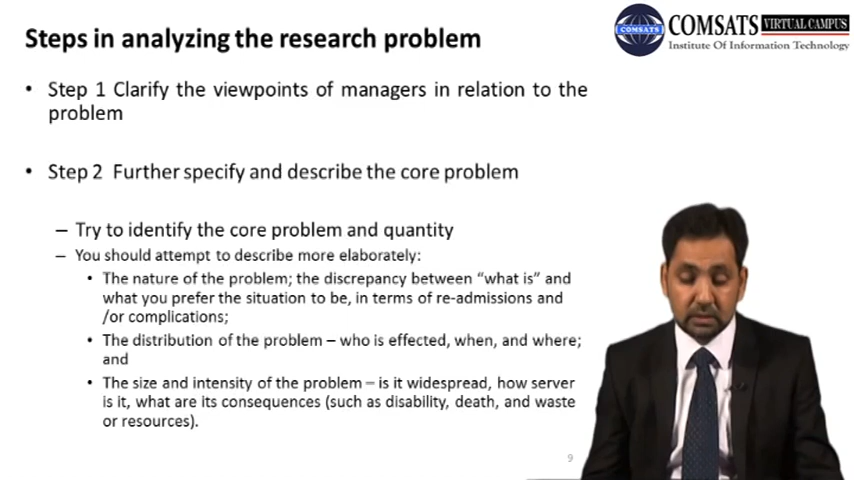 Steps in analyzing the research problem
COMSATS
COMSATS VIRTUAL CAMPUS
Institute Of Information Technology
• Step 1 Clarify the viewpoints of managers in relation to the
problem
• Step 2 Further specify and describe the core problem
– Try to identify the core problem and quantity
– You should attempt to describe more elaborately:
• The nature of the problem; the discrepancy between “what is” and
what you prefer the situation to be, in terms of re-admissions and
/or complications;
• The distribution of the problem – who is effected, when, and where;
and
• The size and intensity of the problem – is it widespread, how server
is it, what are its consequences (such as disability, death, and waste
or resources).
9